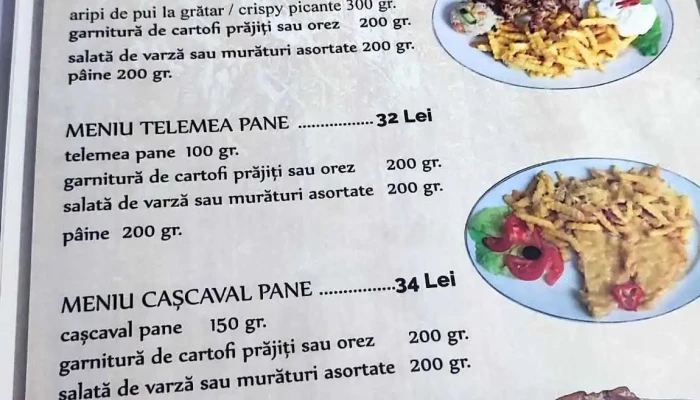 aripi de pui la grătar / crispy picante 300 gr.
garnitură de cartofi prăjiți sau orez 200 gr.
salată de varză sau murături asortate 200 gr.
pâine 200 gr.
MENIU TELEMEA PANE .................. 32 Lei
telemea pane 100 gr.
garnitură de cartofi prăjiți sau orez 200 gr.
salată de varză sau murături asortate 200 gr.
pâine 200 gr.
MENIU CAȘCAVAL PANE ..................34 Lei
cașcaval pane 150 gr.
garnitură de cartofi prăjiți sau orez 200 gr.
salată de varză sau murături asortate 200 gr.